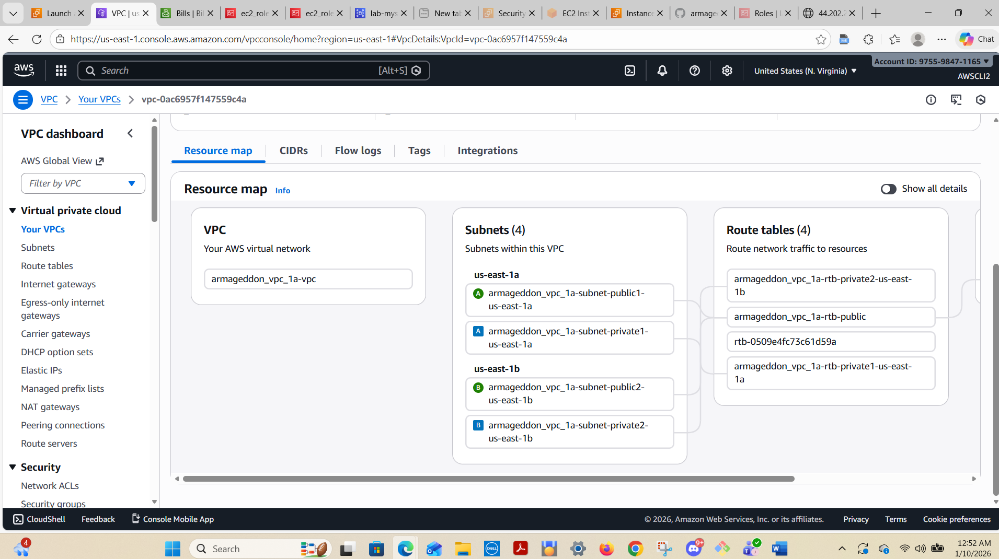 Launch
VPC | us
Bills | Bil
ec2_role
ec2_role
lab-mys
New tab
Security
EC2 Inst
Instance
armaged
Roles | I
44.202.2
https://us-east-1.console.aws.amazon.com/vpcconsole/home?region=us-east-1#VpcDetails:VpcId=vpc-0ac6957f147559c4a
Chat
aws
Search
[Alt+S]
United States (N. Virginia)
Account ID: 9755-9847-1165
AWSCLI2
VPC
Your VPCs
vpc-0ac6957f147559c4a
VPC dashboard
AWS Global View
Filter by VPC
Virtual private cloud
Your VPCs
Subnets
Route tables
Internet gateways
Egress-only internet
gateways
Carrier gateways
DHCP option sets
Elastic IPs
Managed prefix lists
NAT gateways
Peering connections
Route servers
Security
Network ACLs
Security groups
Resource map
CIDRs
Flow logs
Tags
Integrations
Resource map Info
Show all details
VPC
Your AWS virtual network
armageddon_vpc_1a-vpc
Subnets (4)
Subnets within this VPC
us-east-1a
A armageddon_vpc_1a-subnet-public1-
us-east-1a
A armageddon_vpc_1a-subnet-private1-
us-east-1a
us-east-1b
B armageddon_vpc_1a-subnet-public2-
us-east-1b
B armageddon_vpc_1a-subnet-private2-
us-east-1b
Route tables (4)
Route network traffic to resources
armageddon_vpc_1a-rtb-private2-us-east-
1b
armageddon_vpc_1a-rtb-public
rtb-0509e4fc73c61d59a
armageddon_vpc_1a-rtb-private1-us-east-
1a
CloudShell
Feedback
Console Mobile App
© 2026, Amazon Web Services, Inc. or its affiliates.
Privacy
Terms
Cookie preferences
4
Search
DELL
9+
12:52 AM
1/10/2026